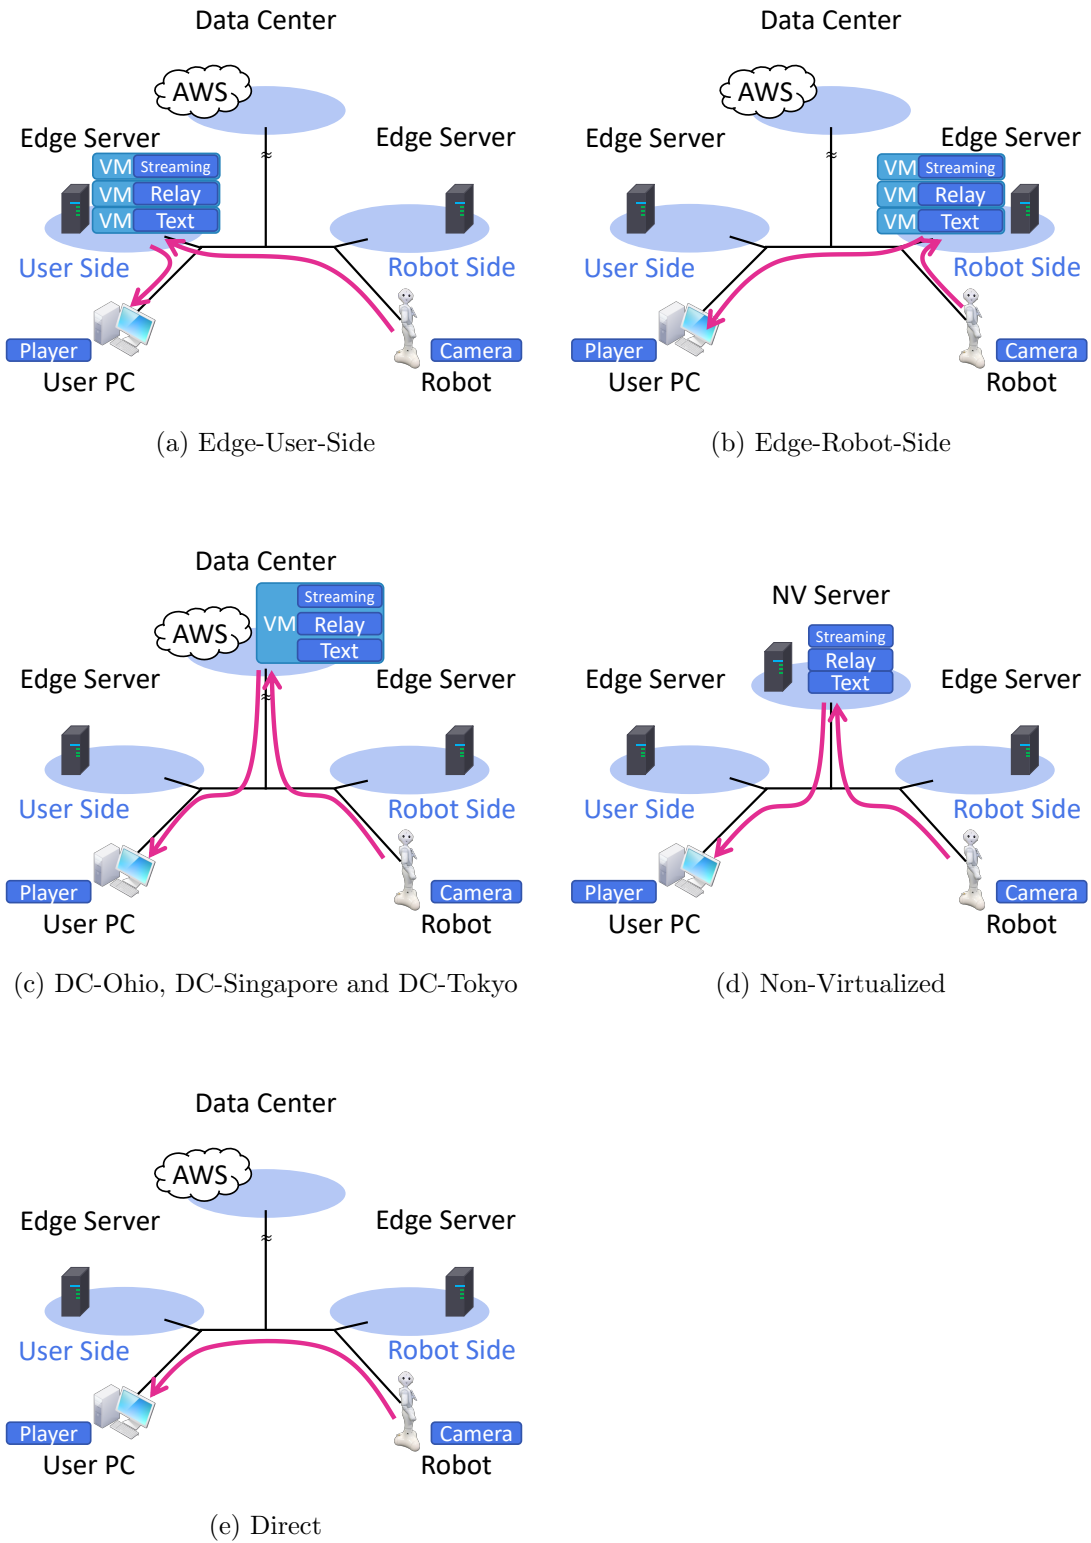 Data Center
AWS
Edge Server
Edge Server
VM Streaming
VM Relay
VM Text
User Side
Robot Side
Player
Camera
User PC
Robot
(a) Edge-User-Side
Data Center
AWS
Edge Server
Edge Server
VM Streaming
VM Relay
VM Text
User Side
Robot Side
Player
Camera
User PC
Robot
(b) Edge-Robot-Side
Data Center
Streaming
AWS
VM Relay
Text
Edge Server
Edge Server
User Side
Robot Side
Player
Camera
User PC
Robot
(c) DC-Ohio, DC-Singapore and DC-Tokyo
NV Server
Streaming
Relay
Text
Edge Server
Edge Server
User Side
Robot Side
Player
Camera
User PC
Robot
(d) Non-Virtualized
Data Center
AWS
Edge Server
Edge Server
User Side
Robot Side
Player
Camera
User PC
Robot
(e) Direct